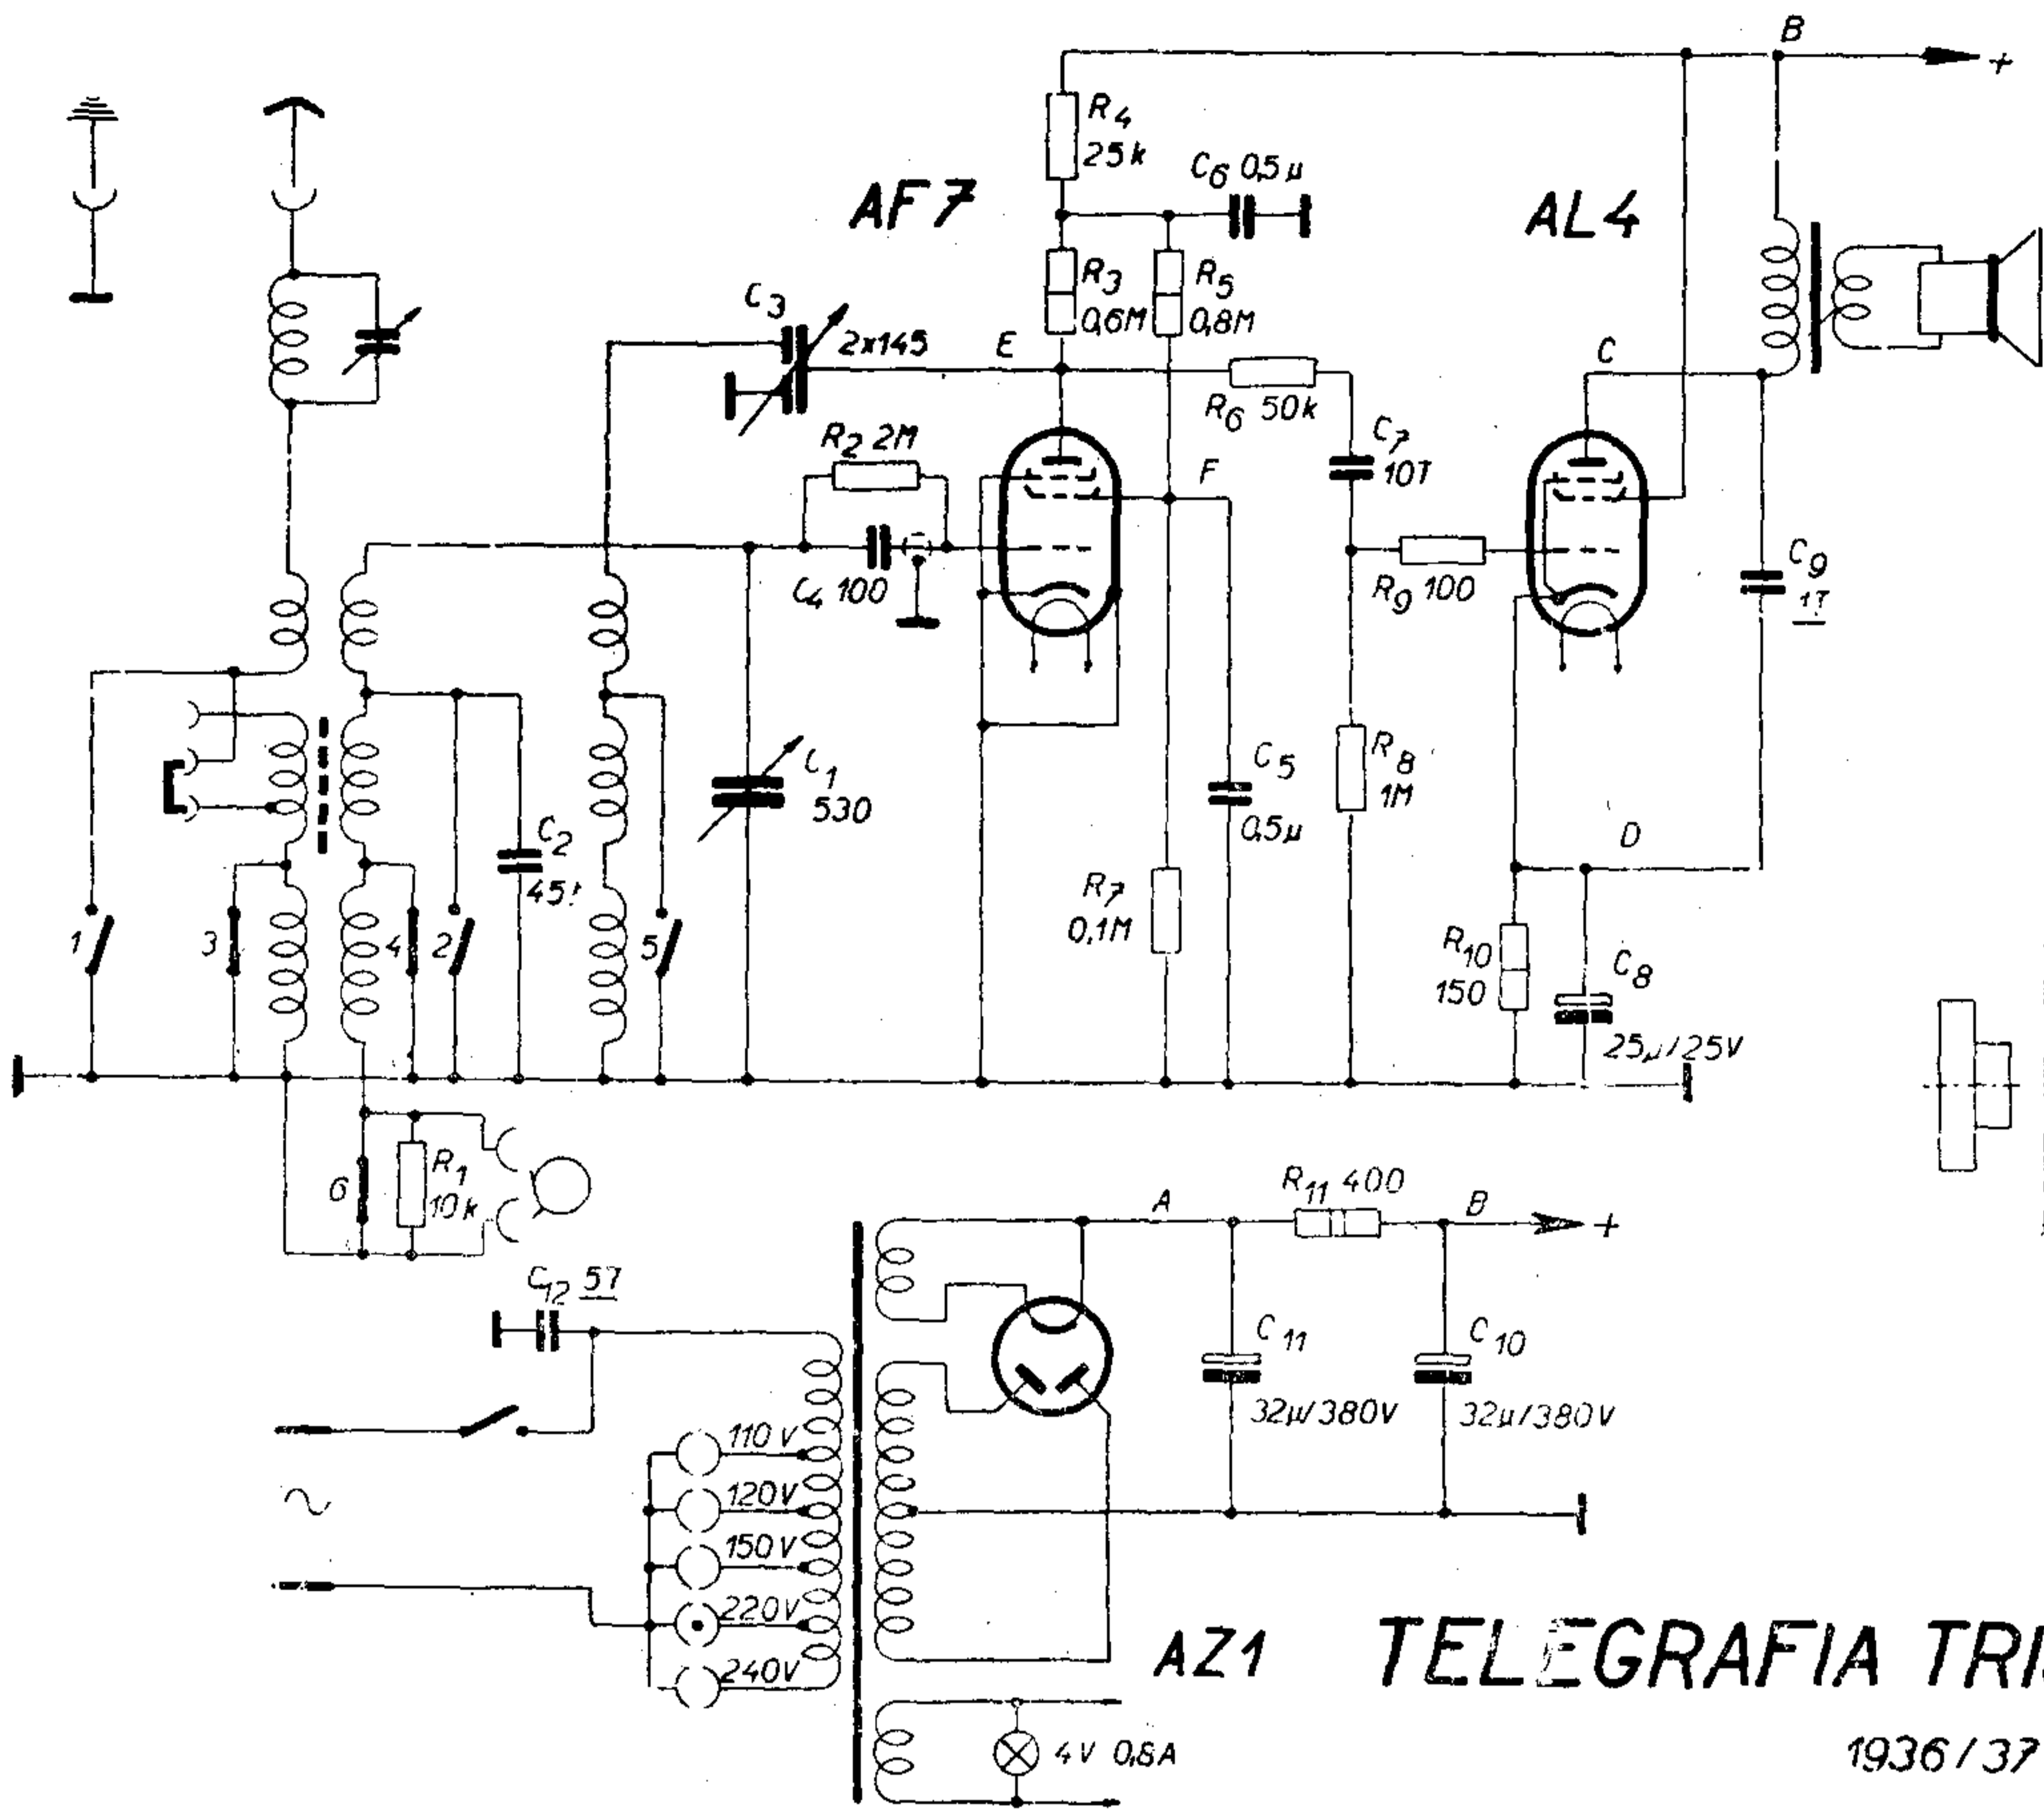 B
+
R4
25k
C6 0,5µ
AF7
AL4
R3
0,6M
R5
0,8M
C3
2x145
E
C
R6 50k
R2 2M
C7
10T
F
C4 100
R9 100
C9
1T
C1
530
C5
0,5µ
R8
1M
C2
D
R7
0,1M
R10
150
C8
25µ/25V
1
3
4
2
5
6
R1
10k
A
R11 400
B
+
C12 5T
C11
32µ/380V
C10
32µ/380V
110V
~
120V
150V
220V
240V
AZ1
TELEGRAFIA
4V 0,8A
1936/37